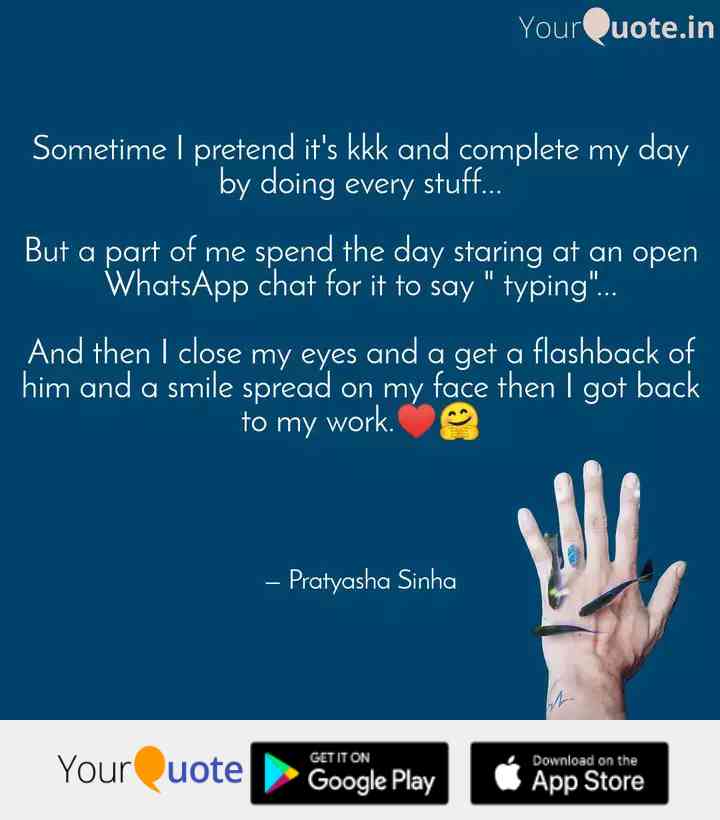 YourQuote.in
Sometime I pretend it's kkk and complete my day
by doing every stuff...
But a part of me spend the day staring at an open
WhatsApp chat for it to say " typing"...
And then I close my eyes and a get a flashback of
him and a smile spread on my face then I got back
to my work.❤️🤗
– Pratyasha Sinha
YourQuote
GET IT ON
Google Play
Download on the
App Store